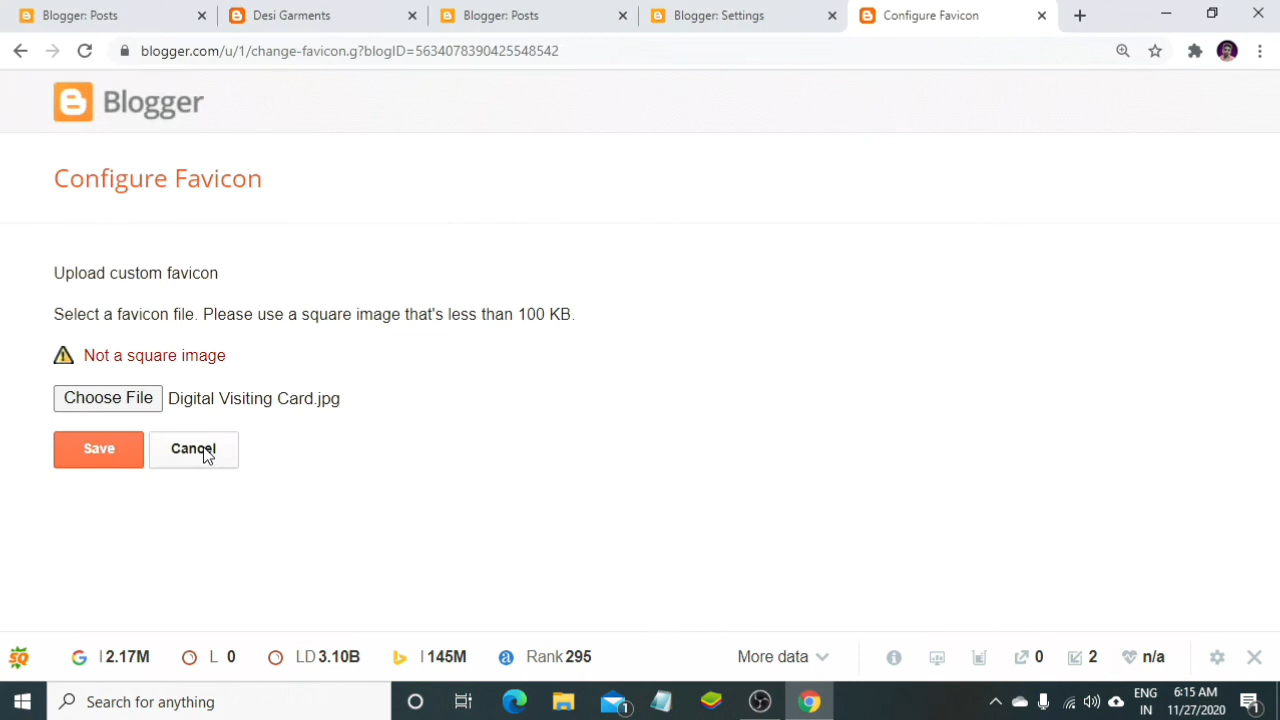 Blogger: Posts
Desi Garments
Blogger: Posts
Blogger: Settings
Configure Favicon
blogger.com/u/1/change-favicon.g?blogID=5634078390425548542
Blogger
Configure Favicon
Upload custom favicon
Select a favicon file. Please use a square image that's less than 100 KB.
Not a square image
Choose File Digital Visiting Card.jpg
Save Cancel
SQ G I 2.17M L 0 LD 3.10B I 145M a Rank 295 More data 0 2 n/a
Search for anything 1 ENG IN 6:15 AM 11/27/2020 1